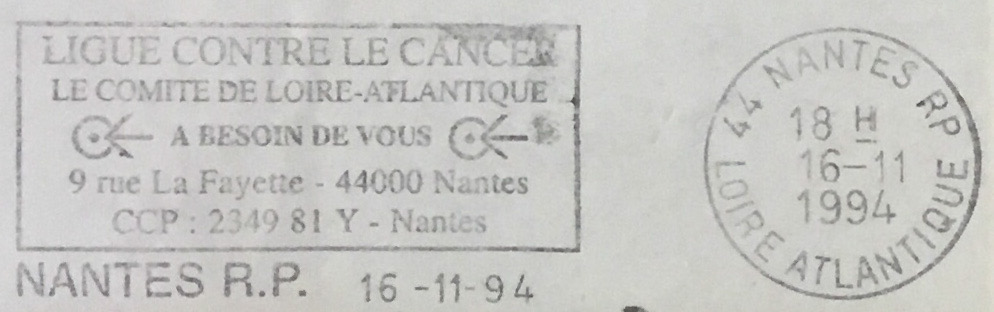 LIGUE CONTRE LE CANCER
LE COMITE DE LOIRE-ATLANTIQUE
A BESOIN DE VOUS
9 rue La Fayette - 44000 Nantes
CCP : 2349 81 Y - Nantes
NANTES R.P. 16 -11-94
44 NANTES RP
18 H
16-11
1994
LOIRE ATLANTIQUE